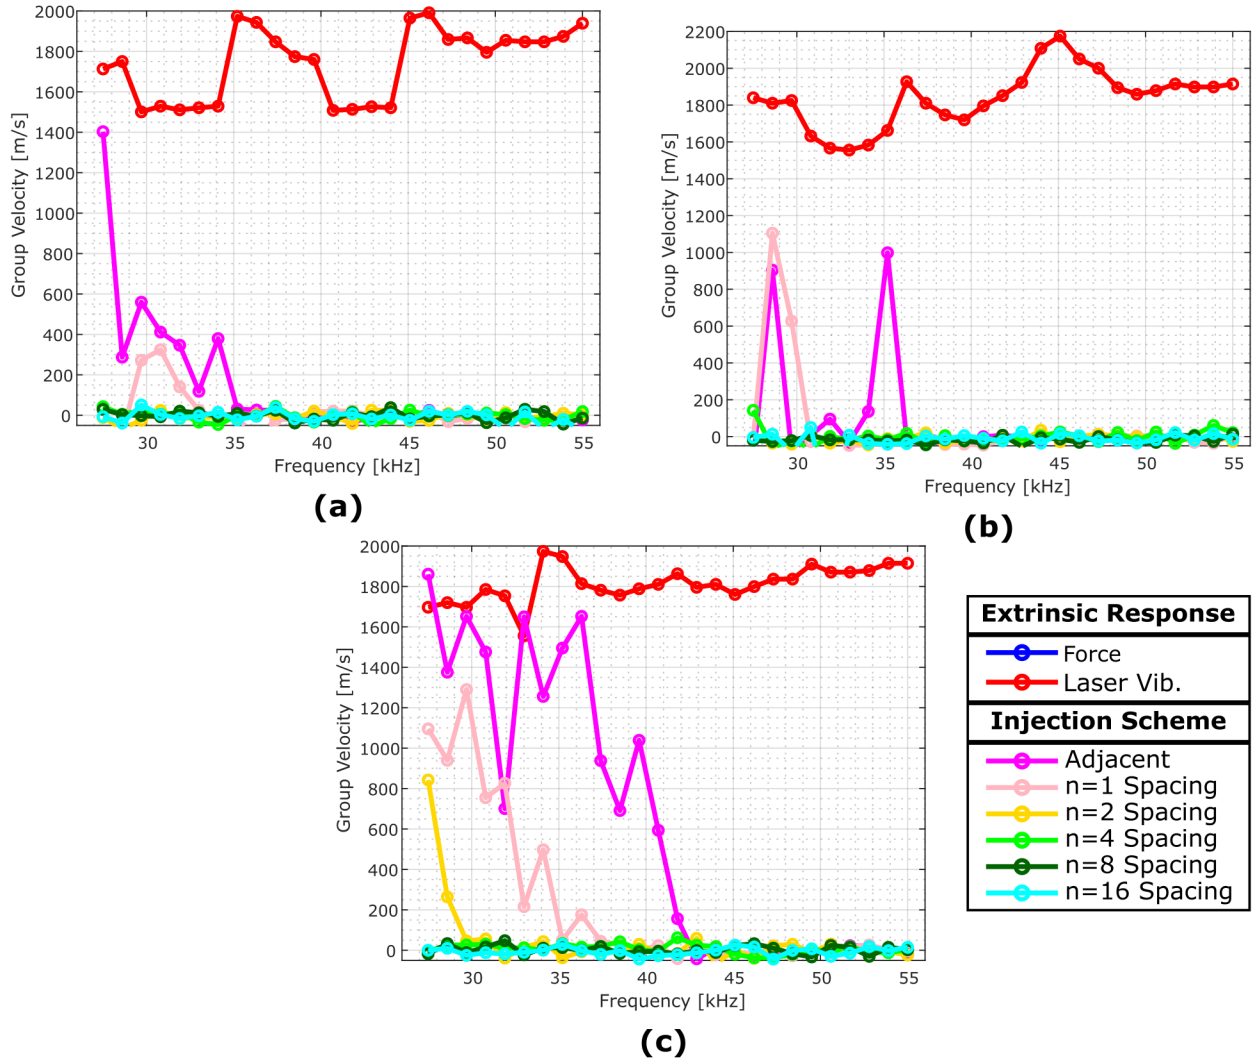 2000
1800
1600
1400
1200
1000
800
600
400
200
0
Group Velocity [m/s]
30
35
40
45
50
55
Frequency [kHz]
(a)
2200
2000
1800
1600
1400
1200
1000
800
600
400
200
0
Group Velocity [m/s]
30
35
40
45
50
55
Frequency [kHz]
(b)
2000
1800
1600
1400
1200
1000
800
600
400
200
0
Group Velocity [m/s]
30
35
40
45
50
55
Frequency [kHz]
(c)
Extrinsic Response
Force
Laser Vib.
Injection Scheme
Adjacent
n=1 Spacing
n=2 Spacing
n=4 Spacing
n=8 Spacing
n=16 Spacing